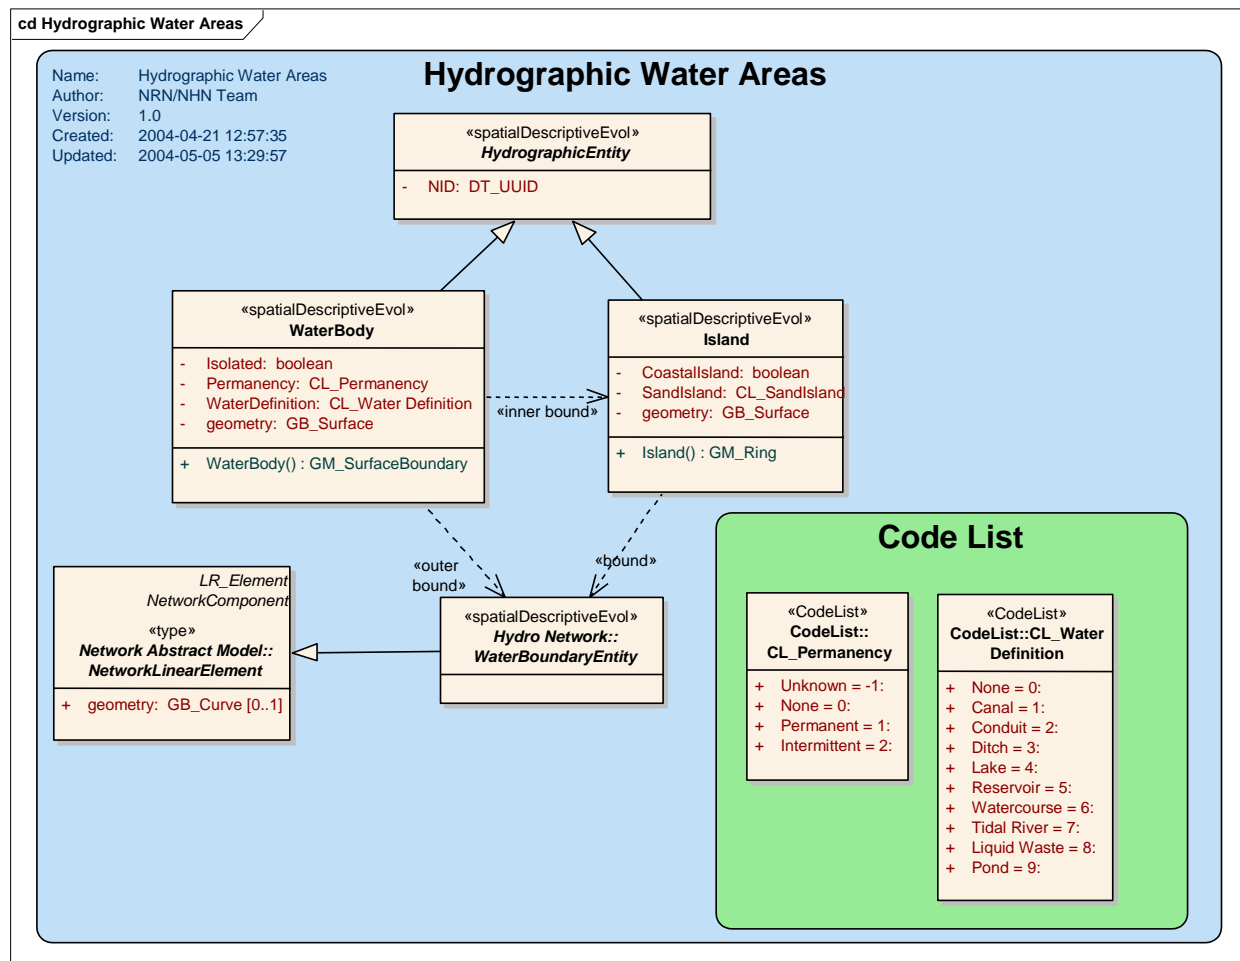 cd Hydrographic Water Areas
Hydrographic Water Areas
Name: Hydrographic Water Areas
Author: NRN/NHN Team
Version: 1.0
Created: 2004-04-21 12:57:35
Updated: 2004-05-05 13:29:57
«spatialDescriptiveEvol»
HydrographicEntity
- NID: DT_UUID
«spatialDescriptiveEvol»
WaterBody
- Isolated: boolean
- Permanency: CL_Permanency
- WaterDefinition: CL_Water Definition
- geometry: GB_Surface
+ WaterBody() : GM_SurfaceBoundary
«inner bound»
«spatialDescriptiveEvol»
Island
- CoastalIsland: boolean
- SandIsland: CL_SandIsland
- geometry: GB_Surface
+ Island() : GM_Ring
«outer
bound»
«bound»
LR_Element
NetworkComponent
«type»
Network Abstract Model::
NetworkLinearElement
+ geometry: GB_Curve [0..1]
«spatialDescriptiveEvol»
Hydro Network::
WaterBoundaryEntity
Code List
«CodeList»
CodeList::
CL_Permanency
+ Unknown = -1:
+ None = 0:
+ Permanent = 1:
+ Intermittent = 2:
«CodeList»
CodeList::CL_Water
Definition
+ None = 0:
+ Canal = 1:
+ Conduit = 2:
+ Ditch = 3:
+ Lake = 4:
+ Reservoir = 5:
+ Watercourse = 6:
+ Tidal River = 7:
+ Liquid Waste = 8:
+ Pond = 9: